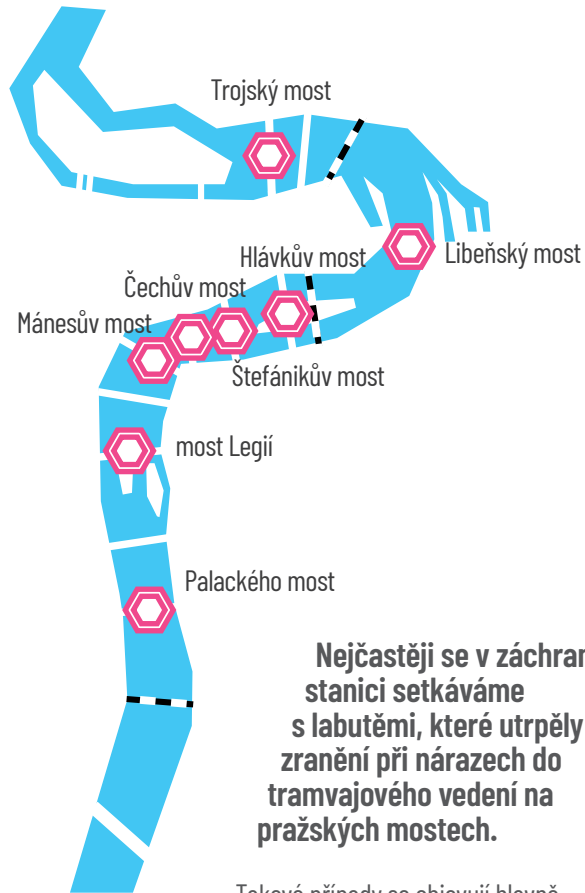 Trojský most
Hlávkův most
Libeňský most
Čechův most
Mánesův most
Štefánikův most
most Legií
Palackého most
Nejčastěji se v záchran
stanici setkáváme
s labutěmi, které utrpěly
zranění při nárazech do
tramvajového vedení na
pražských mostech.